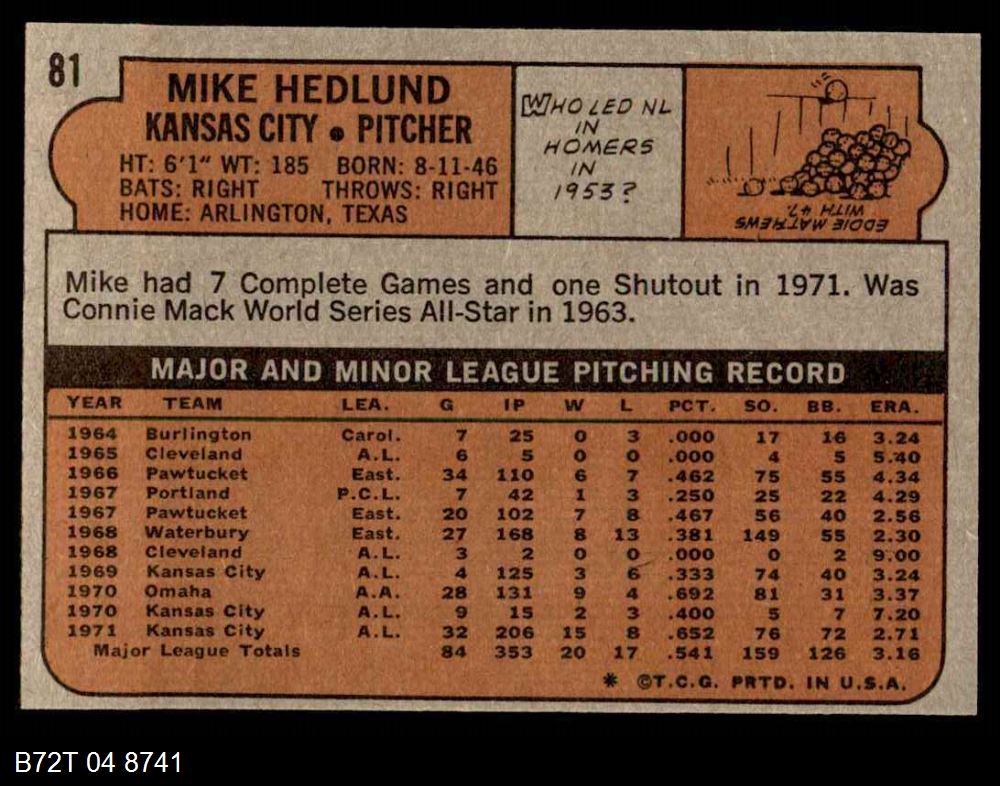 81
MIKE HEDLUND
KANSAS CITY • PITCHER
HT: 6'1" WT: 185 BORN: 8-11-46
BATS: RIGHT THROWS: RIGHT
HOME: ARLINGTON, TEXAS
WHO LED NL
IN
HOMERS
IN
1953?
EDDIE MATHEWS
WITH 47.
Mike had 7 Complete Games and one Shutout in 1971. Was
Connie Mack World Series All-Star in 1963.
MAJOR AND MINOR LEAGUE PITCHING RECORD
YEAR TEAM LEA. G IP W L PCT. SO. BB. ERA.
1964 Burlington Carol. 7 25 0 3 .000 17 16 3.24
1965 Cleveland A.L. 6 5 0 0 .000 4 5 5.40
1966 Pawtucket East. 34 110 6 7 .462 75 55 4.34
1967 Portland P.C.L. 7 42 1 3 .250 25 22 4.29
1967 Pawtucket East. 20 102 7 8 .467 56 40 2.56
1968 Waterbury East. 27 168 8 13 .381 149 55 2.30
1968 Cleveland A.L. 3 2 0 0 .000 0 2 9.00
1969 Kansas City A.L. 4 125 3 6 .333 74 40 3.24
1970 Omaha A.A. 28 131 9 4 .692 81 31 3.37
1970 Kansas City A.L. 9 15 2 3 .400 5 7 7.20
1971 Kansas City A.L. 32 206 15 8 .652 76 72 2.71
Major League Totals 84 353 20 17 .541 159 126 3.16
* ©T.C.G. PRTD. IN U.S.A.
B72T 04 8741